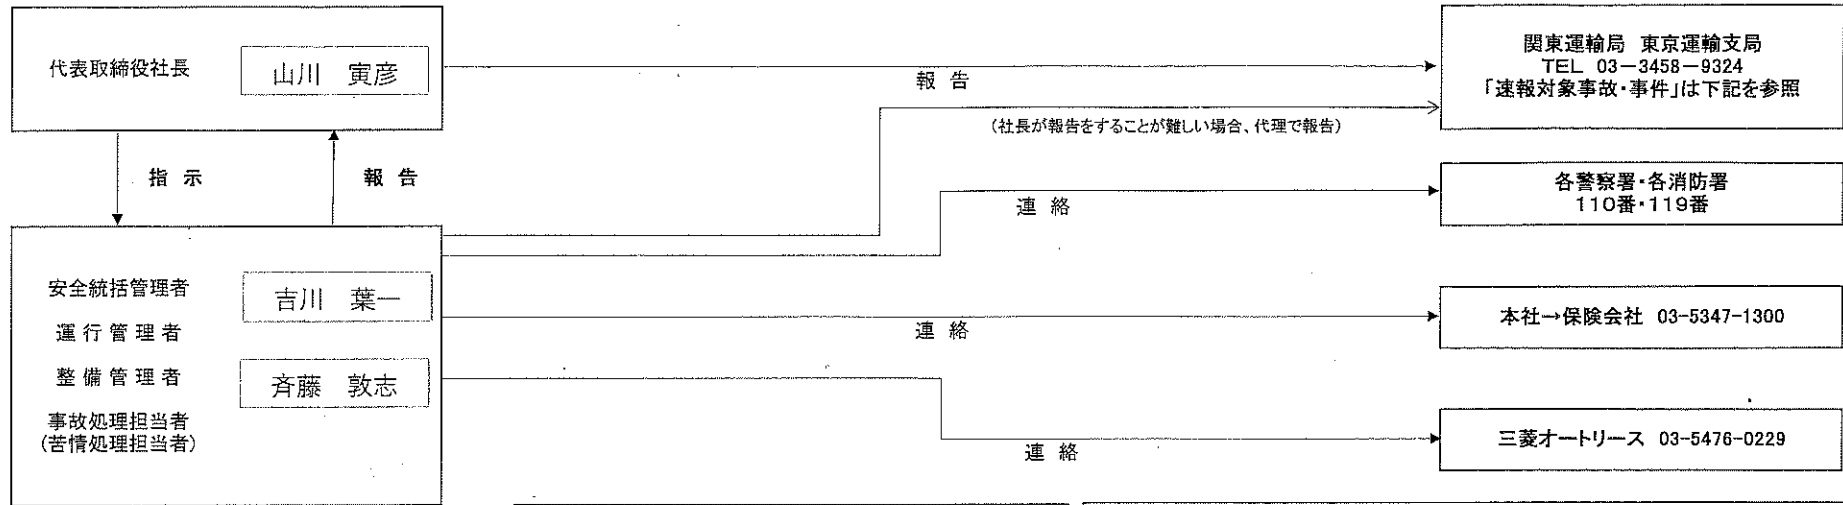 代表取締役社長
山川 寅彦
報 告
関東運輸局 東京運輸支局
TEL 03-3458-9324
「速報対象事故・事件」は下記を参照
(社長が報告をすることが難しい場合、代理で報告)
指 示
報 告
連 絡
各警察署・各消防署
110番・119番
安全統括管理者
吉川 葉一
運 行 管 理 者
連 絡
本社→保険会社 03-5347-1300
整 備 管 理 者
斉藤 敦志
事故処理担当者
(苦情処理担当者)
連 絡
三菱オートリース 03-5476-0229